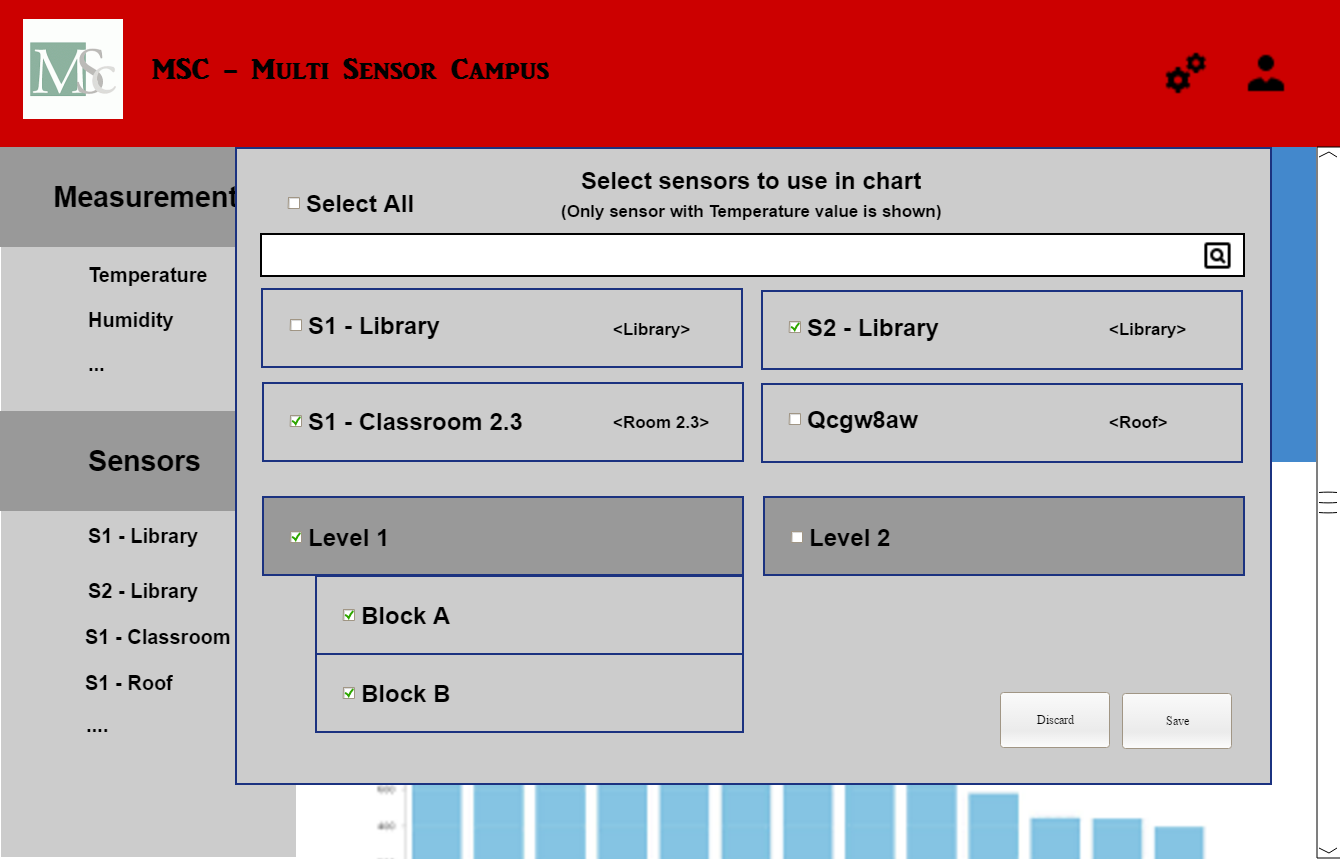 MSc
MSC - Multi Sensor Campus
Measurement
Temperature
Humidity
...
Sensors
S1 - Library
S2 - Library
S1 - Classroom
S1 - Roof
....
Select sensors to use in chart
Select All
(Only sensor with Temperature value is shown)
S1 - Library <Library>
S2 - Library <Library>
S1 - Classroom 2.3 <Room 2.3>
Qcgw8aw <Roof>
Level 1
Level 2
Block A
Block B
Discard
Save
400